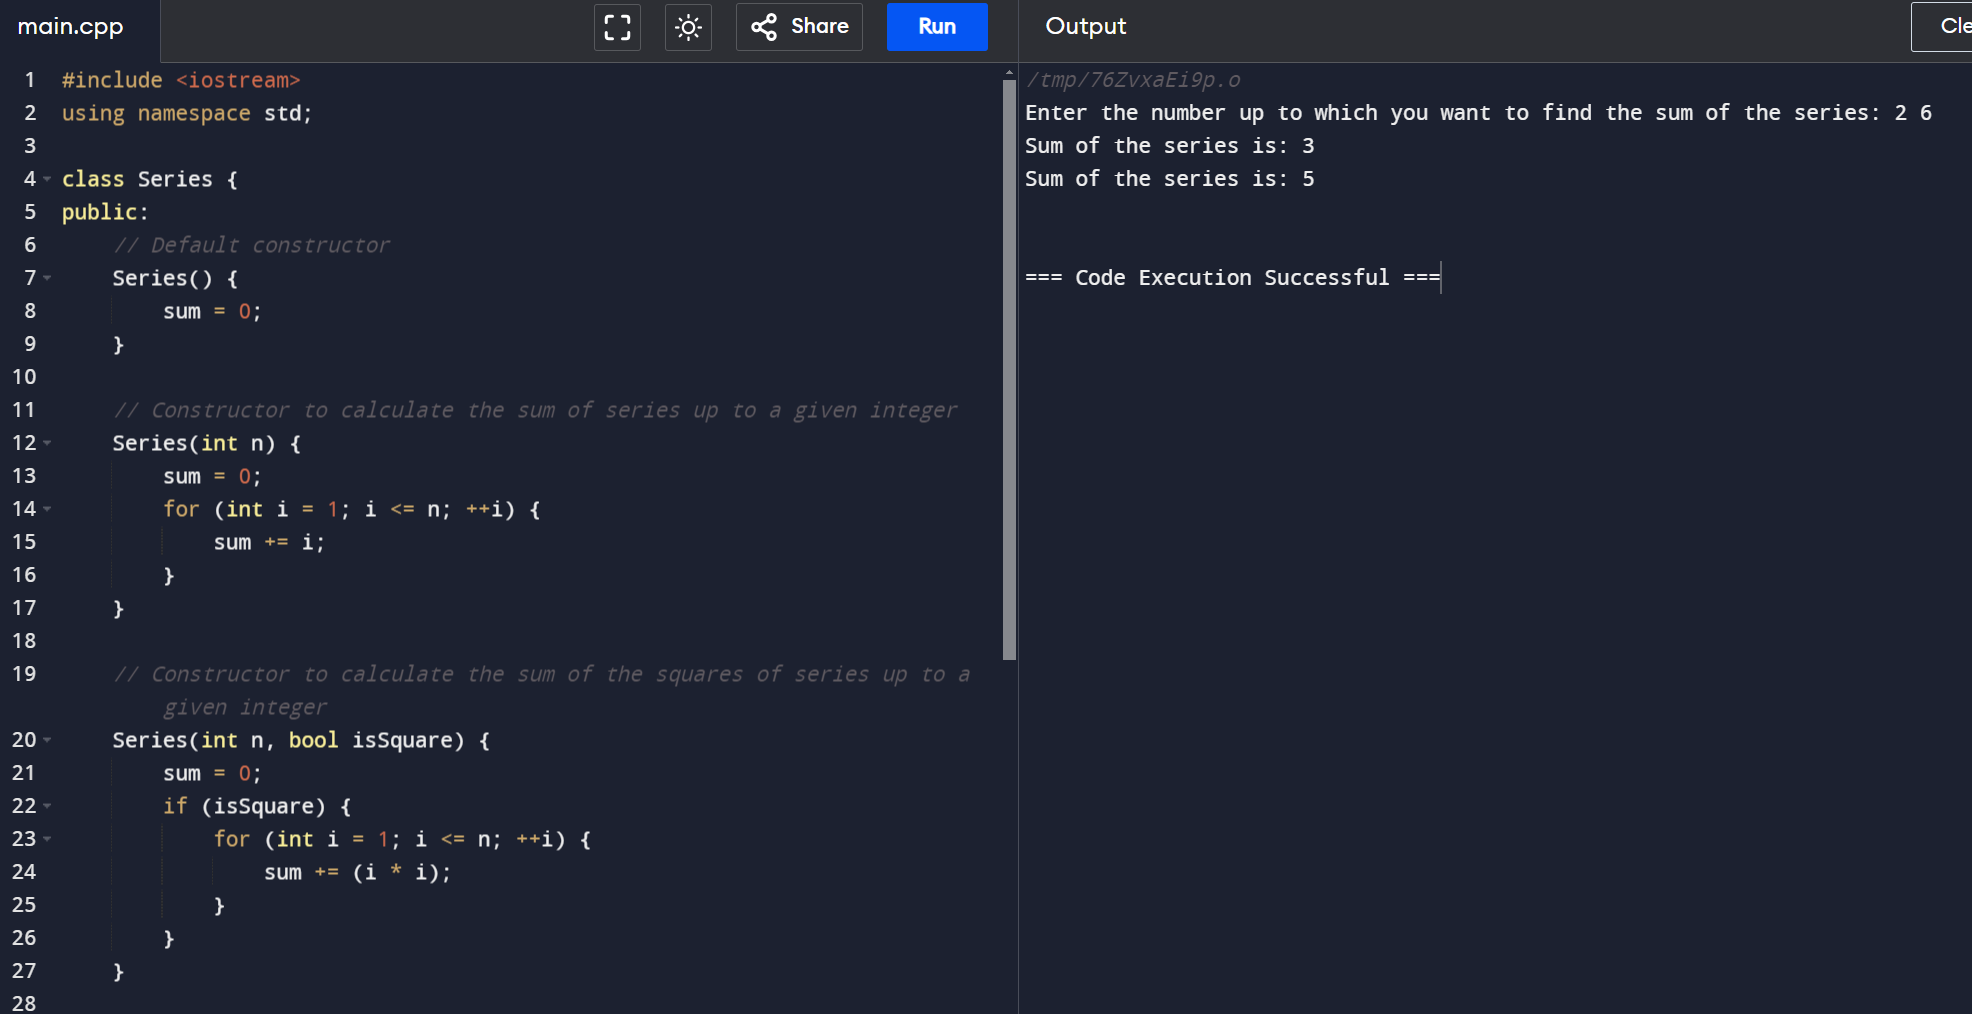 main.cpp
Share
Run
Output
Cle
1 #include <iostream>
2 using namespace std;
3
4 class Series {
5 public:
6     // Default constructor
7     Series() {
8         sum = 0;
9     }
10
11     // Constructor to calculate the sum of series up to a given integer
12     Series(int n) {
13         sum = 0;
14         for (int i = 1; i <= n; ++i) {
15             sum += i;
16         }
17     }
18
19     // Constructor to calculate the sum of the squares of series up to a
given integer
20     Series(int n, bool isSquare) {
21         sum = 0;
22         if (isSquare) {
23             for (int i = 1; i <= n; ++i) {
24                 sum += (i * i);
25             }
26         }
27     }
28
/tmp/76ZvxaEi9p.o
Enter the number up to which you want to find the sum of the series: 2 6
Sum of the series is: 3
Sum of the series is: 5
=== Code Execution Successful ===